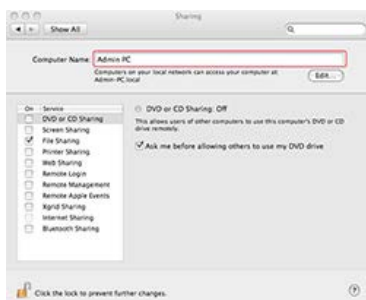 Sharing
Show All
Computer Name: Admin PC
Computers on your local network can access your computer at
Admin-PC.local
Edit...
On Service
DVD or CD Sharing
Screen Sharing
File Sharing
Printer Sharing
Web Sharing
Remote Login
Remote Management
Remote Apple Events
Xgrid Sharing
Internet Sharing
Bluetooth Sharing
DVD or CD Sharing: Off
This allows users of other computers to use this computer's DVD or CD
drive remotely.
Ask me before allowing others to use my DVD drive
Click the lock to prevent further changes.
?